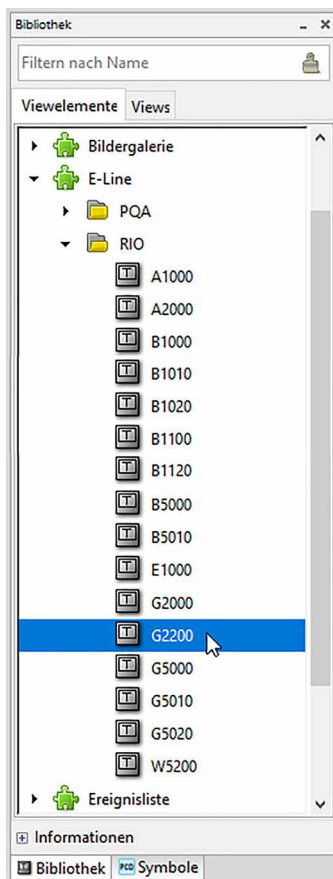 Bibliothek
Filtern nach Name
Viewelemente Views
Bildergalerie
E-Line
PQA
RIO
A1000
A2000
B1000
B1010
B1020
B1100
B1120
B5000
B5010
E1000
G2000
G2200
G5000
G5010
G5020
W5200
Ereignisliste
Informationen
Bibliothek PCD Symbole